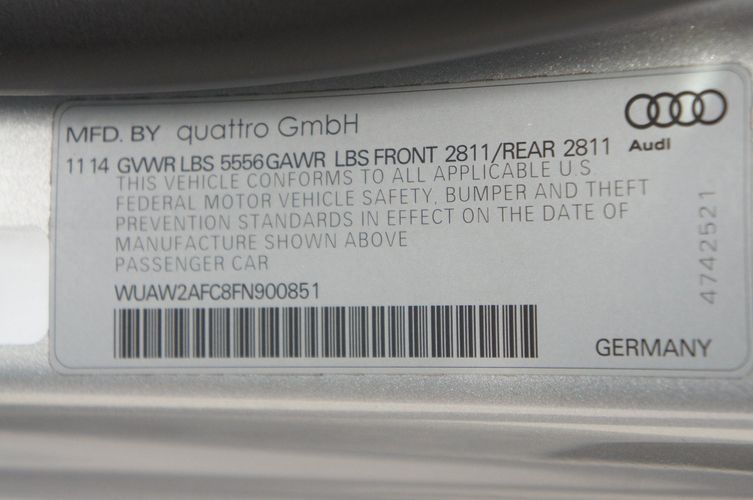 MFD. BY quattro GmbH
Audi
11 14 GVWR LBS 5556 GAWR LBS FRONT 2811/REAR 2811
THIS VEHICLE CONFORMS TO ALL APPLICABLE U.S.
FEDERAL MOTOR VEHICLE SAFETY, BUMPER AND THEFT
PREVENTION STANDARDS IN EFFECT ON THE DATE OF
MANUFACTURE SHOWN ABOVE
PASSENGER CAR
WUAW2AFC8FN900851
GERMANY
4742521